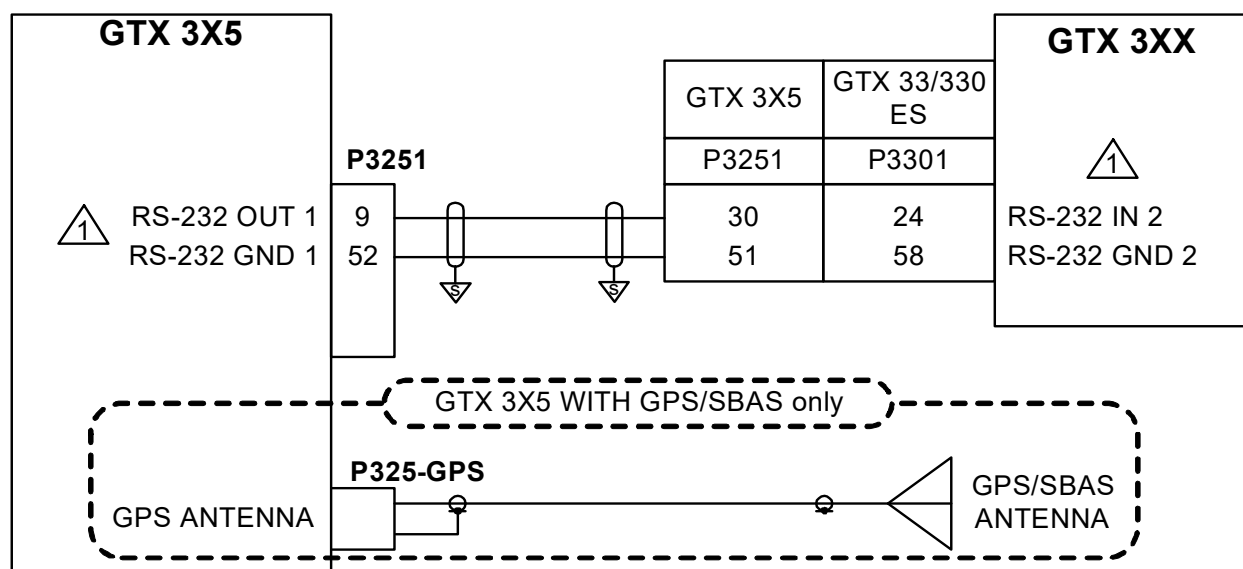 GTX 3X5
GTX 3XX
GTX 3X5
GTX 33/330
ES
P3251
P3301
P3251
1
1
RS-232 OUT 1
9
30
24
RS-232 IN 2
RS-232 GND 1
52
51
58
RS-232 GND 2
S
S
GTX 3X5 WITH GPS/SBAS only
P325-GPS
GPS ANTENNA
GPS/SBAS
ANTENNA